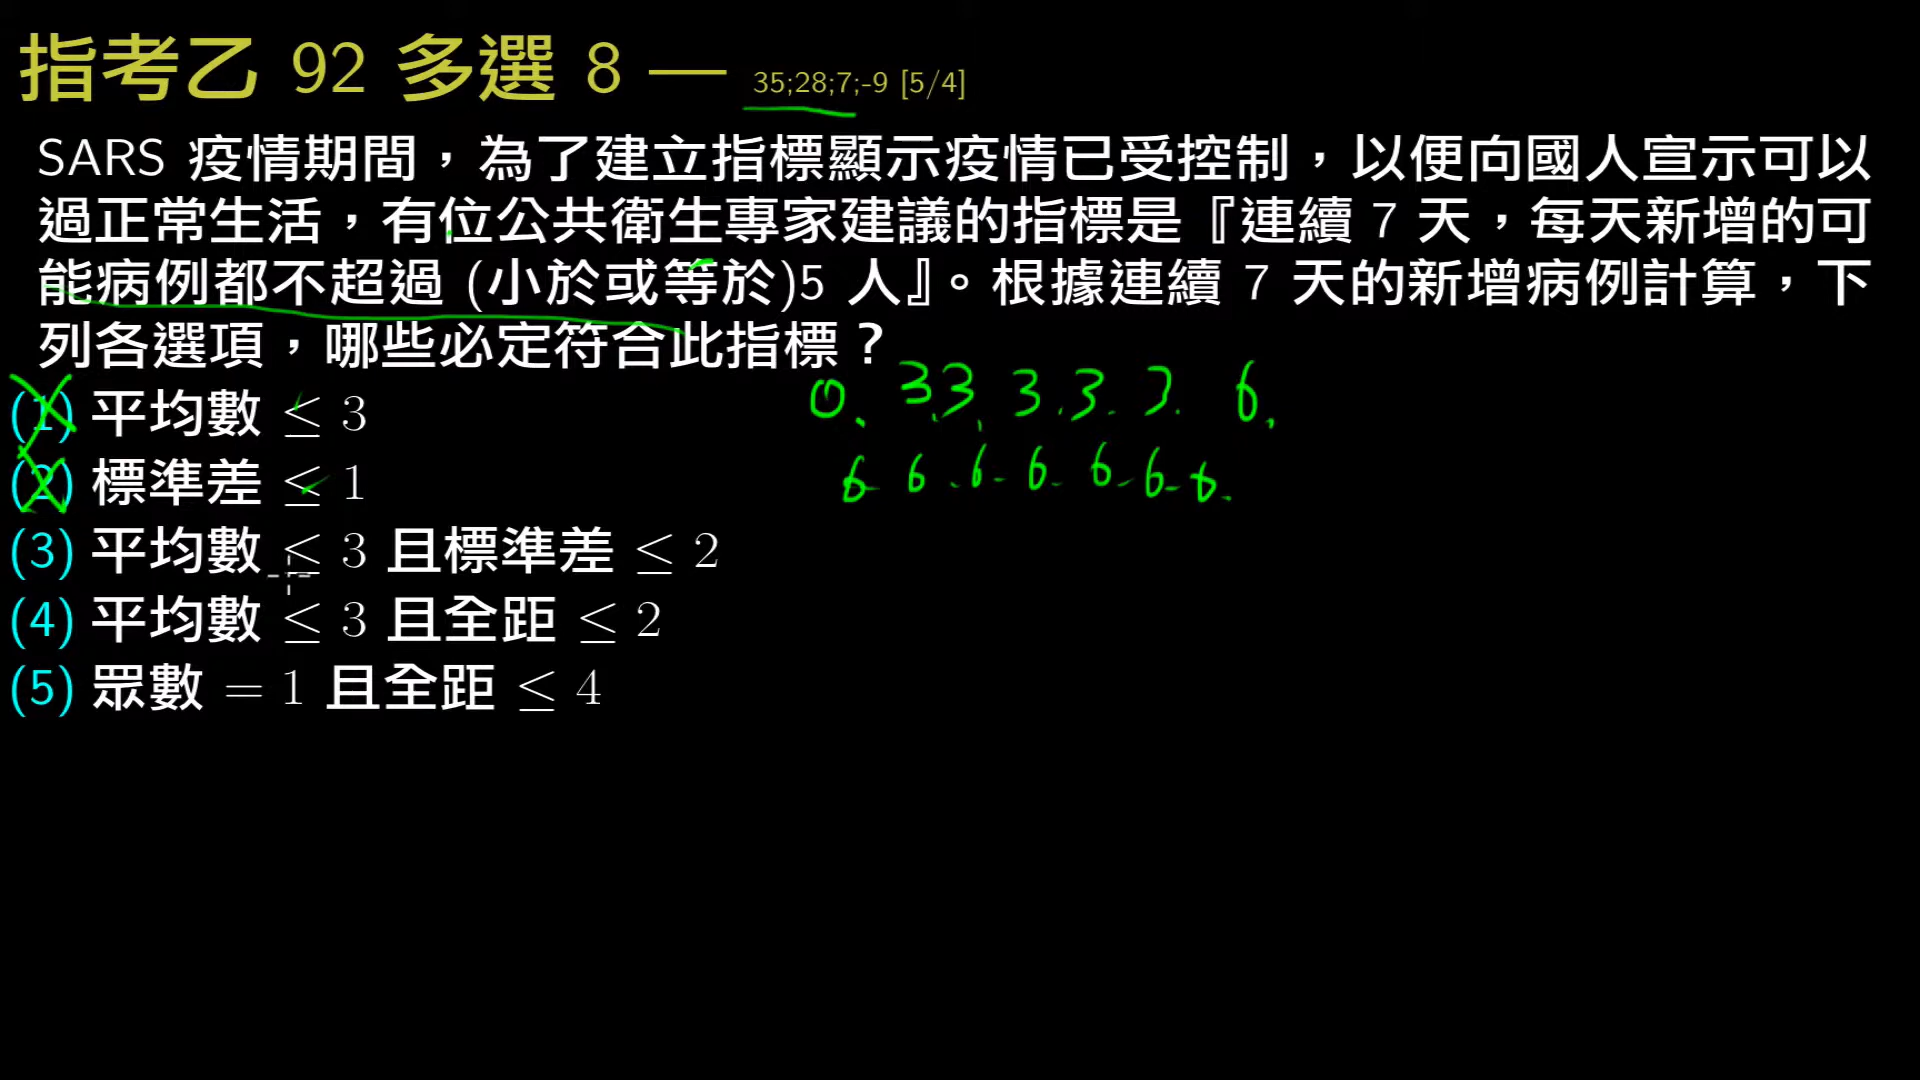 指考乙 92 多選 8 — 35;28;7;-9 [5/4]
SARS 疫情期間，為了建立指標顯示疫情已受控制，以便向國人宣示可以
過正常生活，有位公共衛生專家建議的指標是『連續 7 天，每天新增的可
能病例都不超過 (小於或等於)5 人』。根據連續 7 天的新增病例計算，下
列各選項，哪些必定符合此指標？
(1) 平均數 ≤ 3
0. 3.3.3.3.3. 6.
(2) 標準差 ≤ 1
6. 6.6.6.6.6.6.
(3) 平均數 ≤ 3 且標準差 ≤ 2
(4) 平均數 ≤ 3 且全距 ≤ 2
(5) 眾數 = 1 且全距 ≤ 4